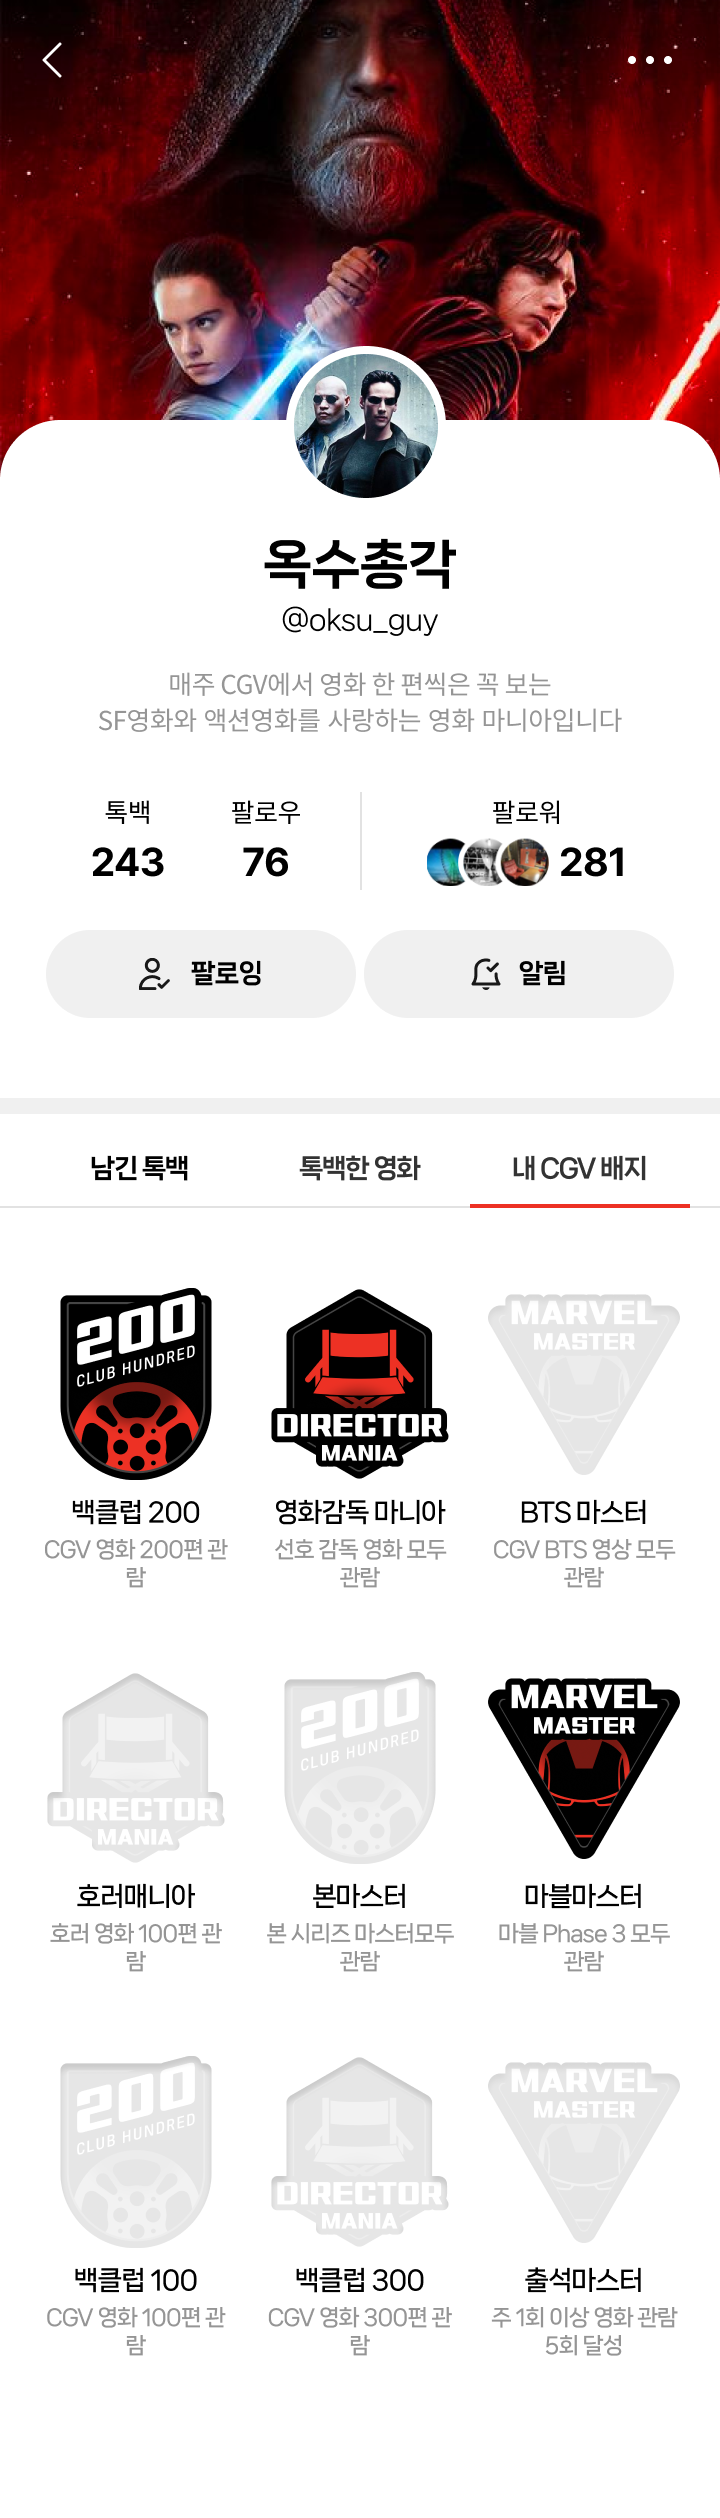 옥수총각
@oksu_guy
매주 CGV에서 영화 한 편씩은 꼭 보는
SF영화와 액션영화를 사랑하는 영화 마니아입니다
톡백 팔로우 팔로워
243 76 281
팔로잉 알림
남긴 톡백 톡백한 영화 내 CGV 배지
200
CLUB HUNDRED
DIRECTOR
MANIA
MARVEL
MASTER
백클럽 200 영화감독 마니아 BTS 마스터
CGV 영화 200편 관
람
선호 감독 영화 모두
관람
CGV BTS 영상 모두
관람
DIRECTOR
MANIA
200
CLUB HUNDRED
MARVEL
MASTER
호러매니아 본마스터 마블마스터
호러 영화 100편 관
람
본 시리즈 마스터모두
관람
마블 Phase 3 모두
관람
200
CLUB HUNDRED
DIRECTOR
MANIA
MARVEL
MASTER
백클럽 100 백클럽 300 출석마스터
CGV 영화 100편 관
람
CGV 영화 300편 관
람
주 1회 이상 영화 관람
5회 달성